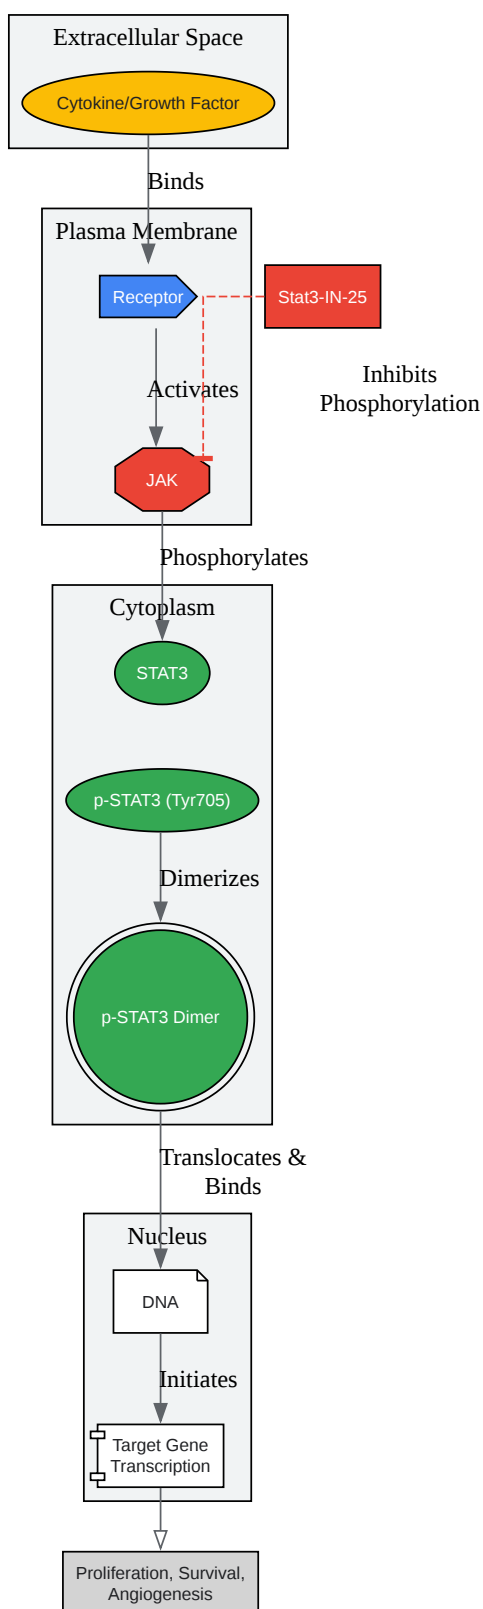 Extracellular Space
Cytokine/Growth Factor
Binds
Plasma Membrane
Receptor
Stat3-IN-25
Activates
Inhibits
Phosphorylation
JAK
Phosphorylates
Cytoplasm
STAT3
p-STAT3 (Tyr705)
Dimerizes
p-STAT3 Dimer
Translocates &
Binds
Nucleus
DNA
Initiates
Target Gene
Transcription
Proliferation, Survival,
Angiogenesis